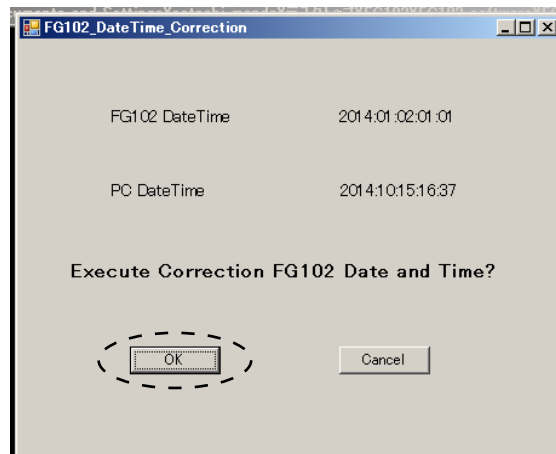 FG102_DateTime_Correction
FG102 DateTime 2014:01:02:01:01
PC DateTime 2014:10:15:16:37
Execute Correction FG102 Date and Time?
OK Cancel